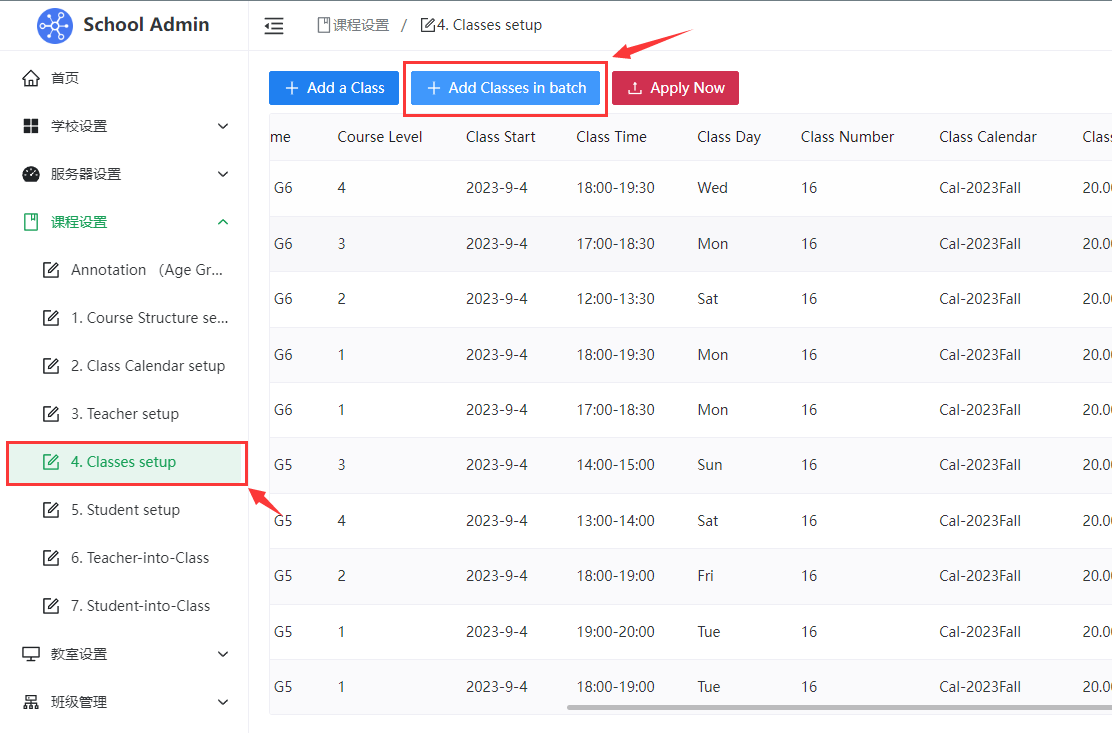 School Admin
课程设置 / 4. Classes setup
首页
学校设置
服务器设置
课程设置
Annotation （Age Gr...
1. Course Structure se...
2. Class Calendar setup
3. Teacher setup
4. Classes setup
5. Student setup
6. Teacher-into-Class
7. Student-into-Class
教室设置
班级管理
Add a Class Add Classes in batch Apply Now
me Course Level Class Start Class Time Class Day Class Number Class Calendar Clas
G6 4 2023-9-4 18:00-19:30 Wed 16 Cal-2023Fall 20.0
G6 3 2023-9-4 17:00-18:30 Mon 16 Cal-2023Fall 20.0
G6 2 2023-9-4 12:00-13:30 Sat 16 Cal-2023Fall 20.0
G6 1 2023-9-4 18:00-19:30 Mon 16 Cal-2023Fall 20.0
G6 1 2023-9-4 17:00-18:30 Mon 16 Cal-2023Fall 20.0
G5 3 2023-9-4 14:00-15:00 Sun 16 Cal-2023Fall 20.0
G5 4 2023-9-4 13:00-14:00 Sat 16 Cal-2023Fall 20.0
G5 2 2023-9-4 18:00-19:00 Fri 16 Cal-2023Fall 20.0
G5 1 2023-9-4 19:00-20:00 Tue 16 Cal-2023Fall 20.0
G5 1 2023-9-4 18:00-19:00 Tue 16 Cal-2023Fall 20.0